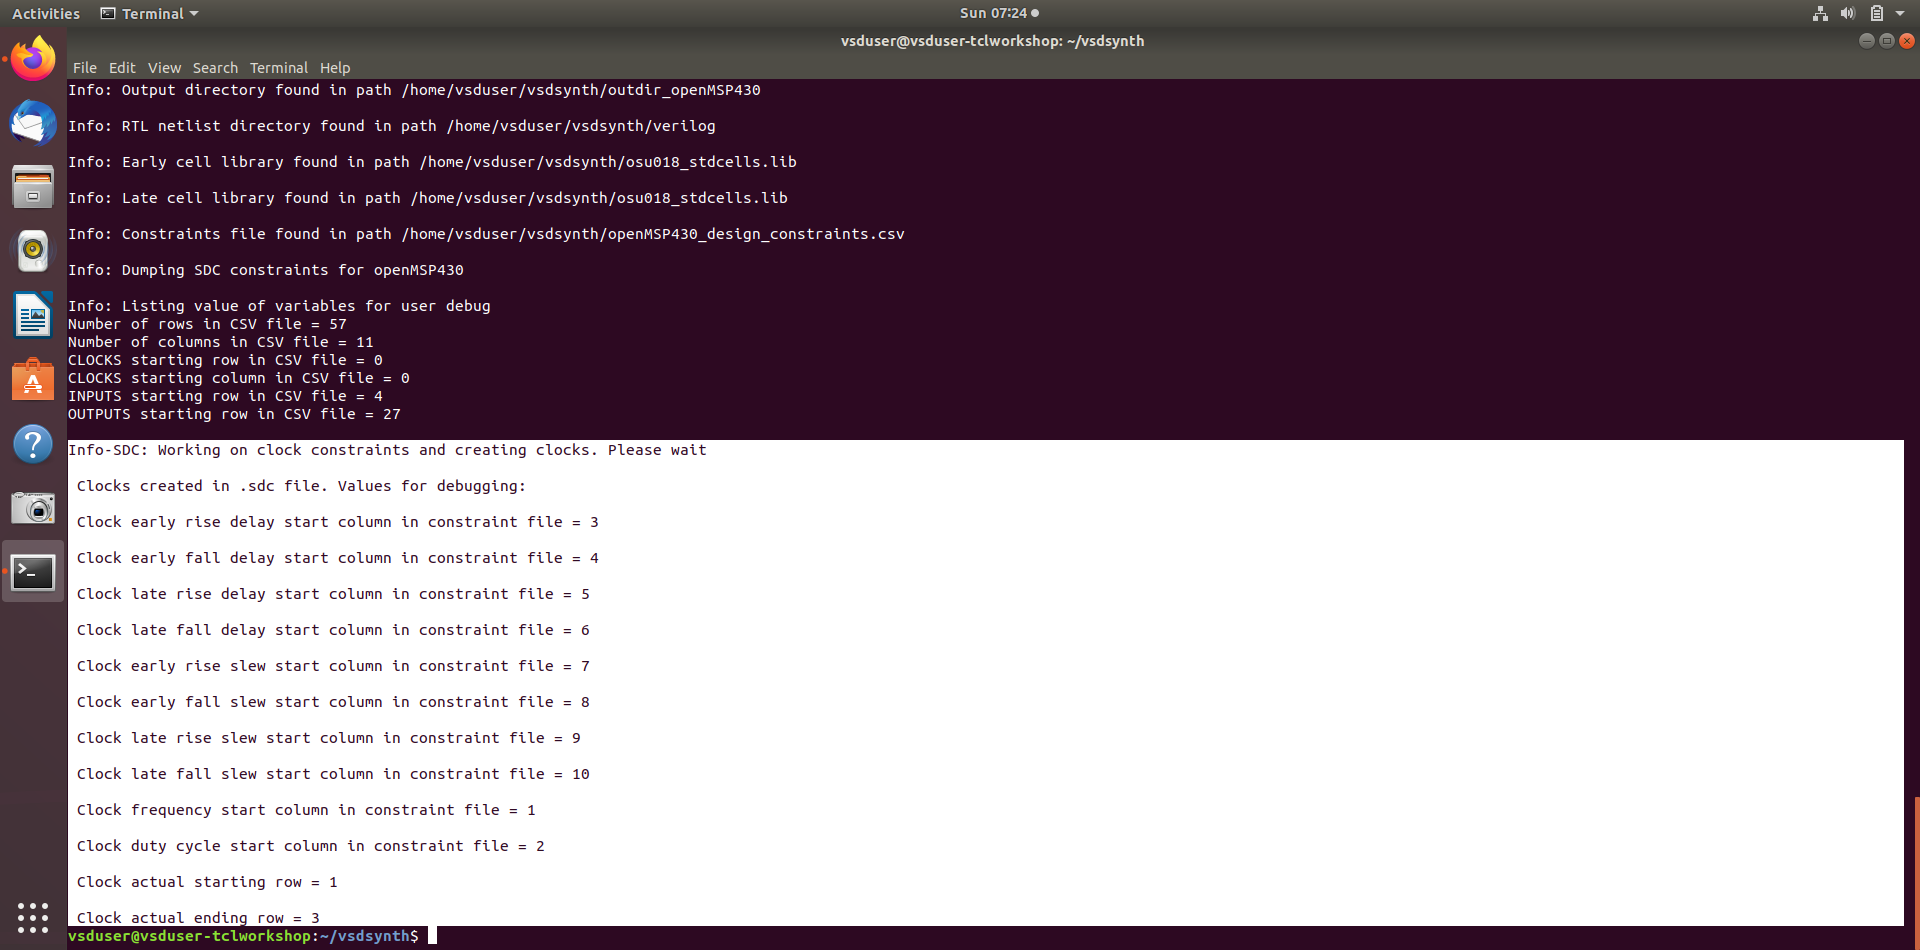 Activities Terminal Sun 07:24
vsduser@vsduser-tclworkshop: ~/vsdsynth
File Edit View Search Terminal Help
Info: Output directory found in path /home/vsduser/vsdsynth/outdir_openMSP430
Info: RTL netlist directory found in path /home/vsduser/vsdsynth/verilog
Info: Early cell library found in path /home/vsduser/vsdsynth/osu018_stdcells.lib
Info: Late cell library found in path /home/vsduser/vsdsynth/osu018_stdcells.lib
Info: Constraints file found in path /home/vsduser/vsdsynth/openMSP430_design_constraints.csv
Info: Dumping SDC constraints for openMSP430
Info: Listing value of variables for user debug
Number of rows in CSV file = 57
Number of columns in CSV file = 11
CLOCKS starting row in CSV file = 0
CLOCKS starting column in CSV file = 0
INPUTS starting row in CSV file = 4
OUTPUTS starting row in CSV file = 27
Info-SDC: Working on clock constraints and creating clocks. Please wait
Clocks created in .sdc file. Values for debugging:
Clock early rise delay start column in constraint file = 3
Clock early fall delay start column in constraint file = 4
Clock late rise delay start column in constraint file = 5
Clock late fall delay start column in constraint file = 6
Clock early rise slew start column in constraint file = 7
Clock early fall slew start column in constraint file = 8
Clock late rise slew start column in constraint file = 9
Clock late fall slew start column in constraint file = 10
Clock frequency start column in constraint file = 1
Clock duty cycle start column in constraint file = 2
Clock actual starting row = 1
Clock actual ending row = 3
vsduser@vsduser-tclworkshop:~/vsdsynth$